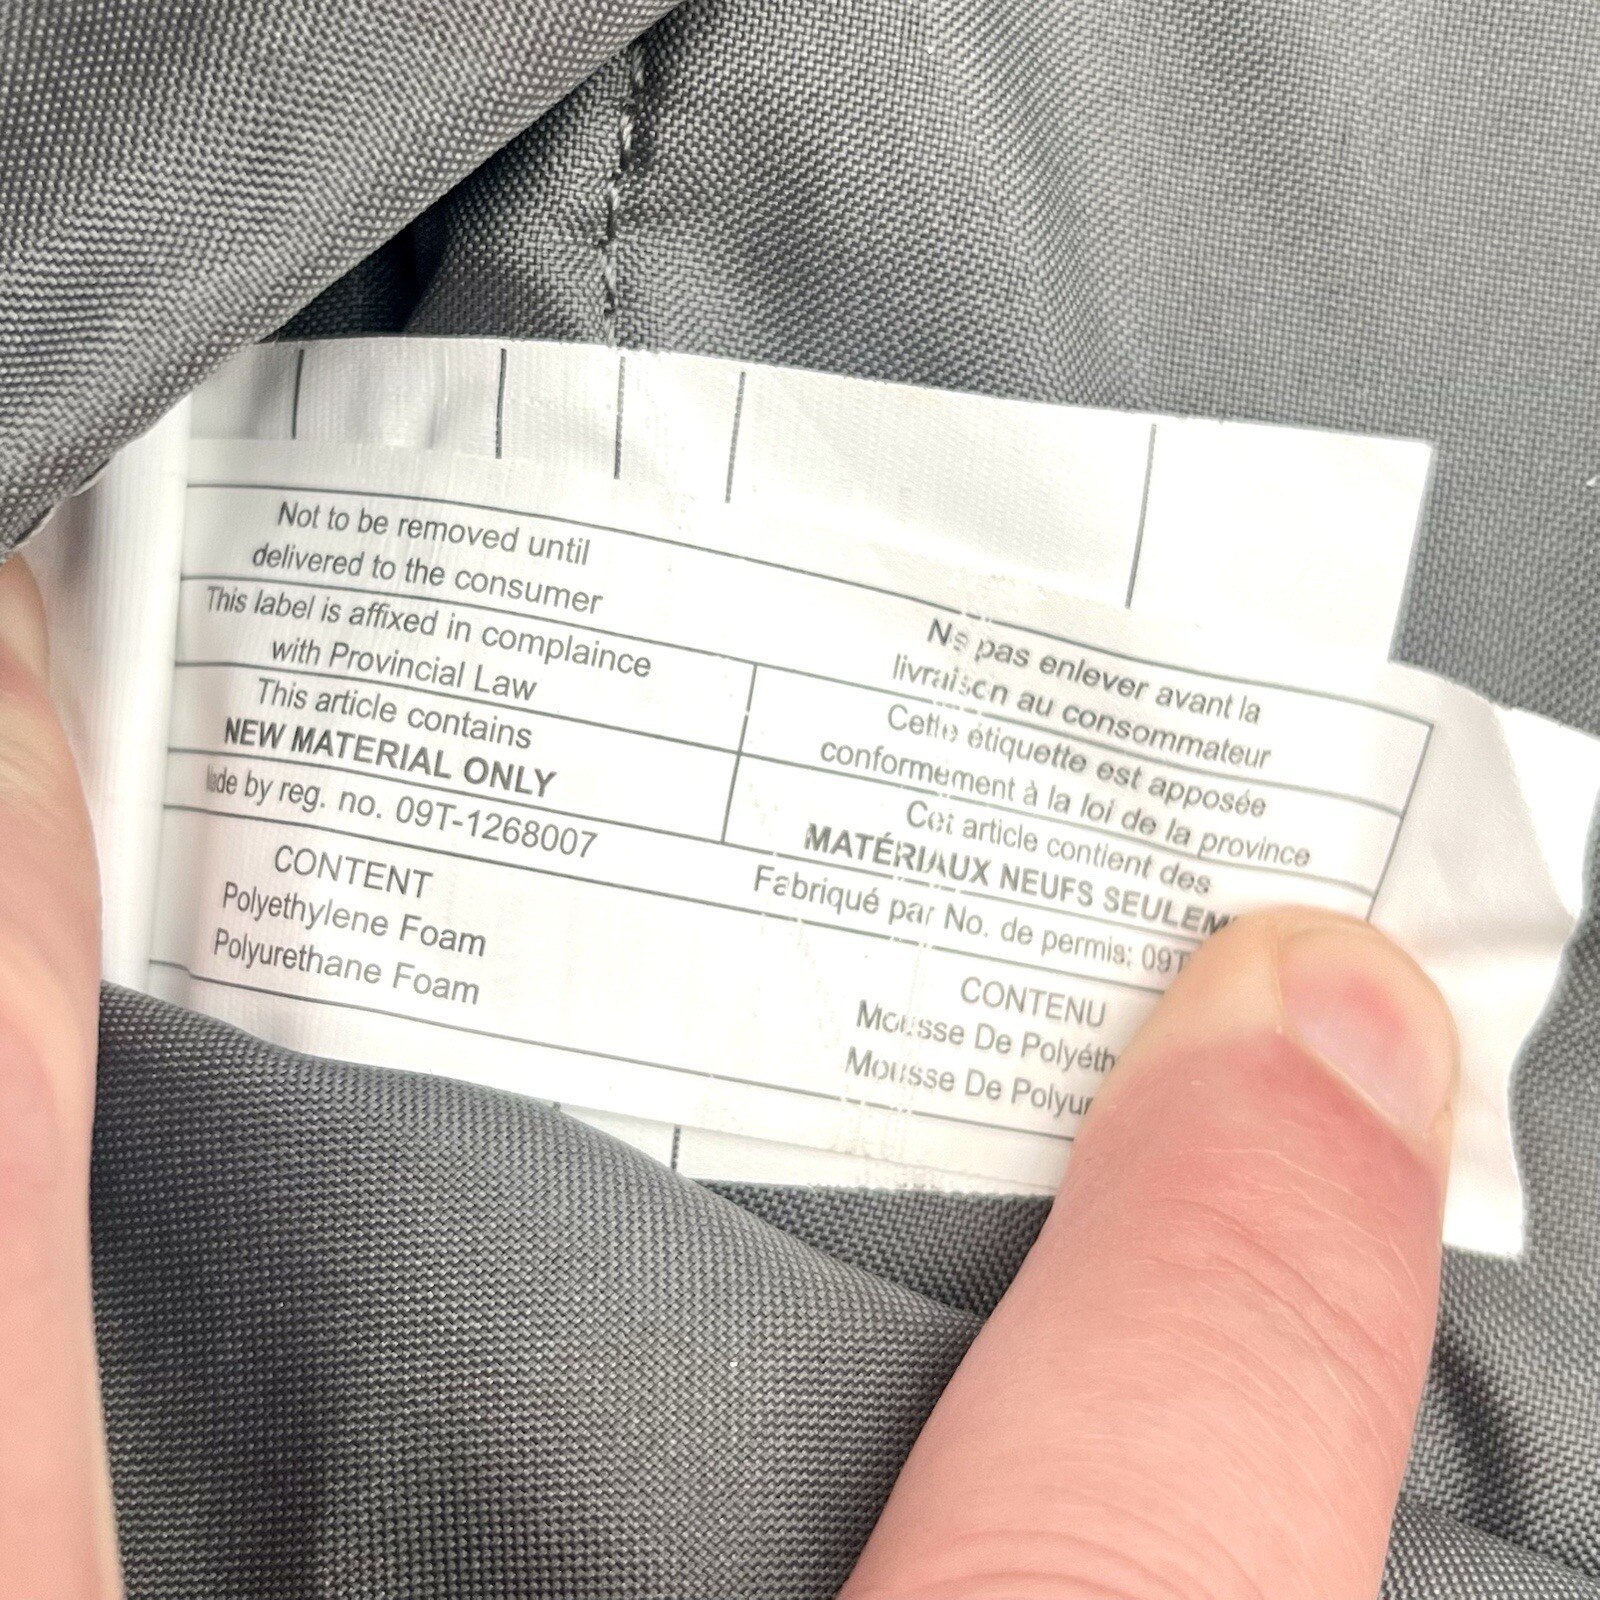 Not to be removed until
delivered to the consumer
Ne pas enlever avant la
livraison au consommateur
This label is affixed in complaince
with Provincial Law
Cette étiquette est apposée
conformement à la loi de la province
This article contains
NEW MATERIAL ONLY
Cet article contient des
MATÉRIAUX NEUFS SEULEM
Made by reg. no. 09T-1268007
Fabriqué par No. de permis: 09T
CONTENT
Polyethylene Foam
Polyurethane Foam
CONTENU
Mousse De Polyéth
Mousse De Polyur